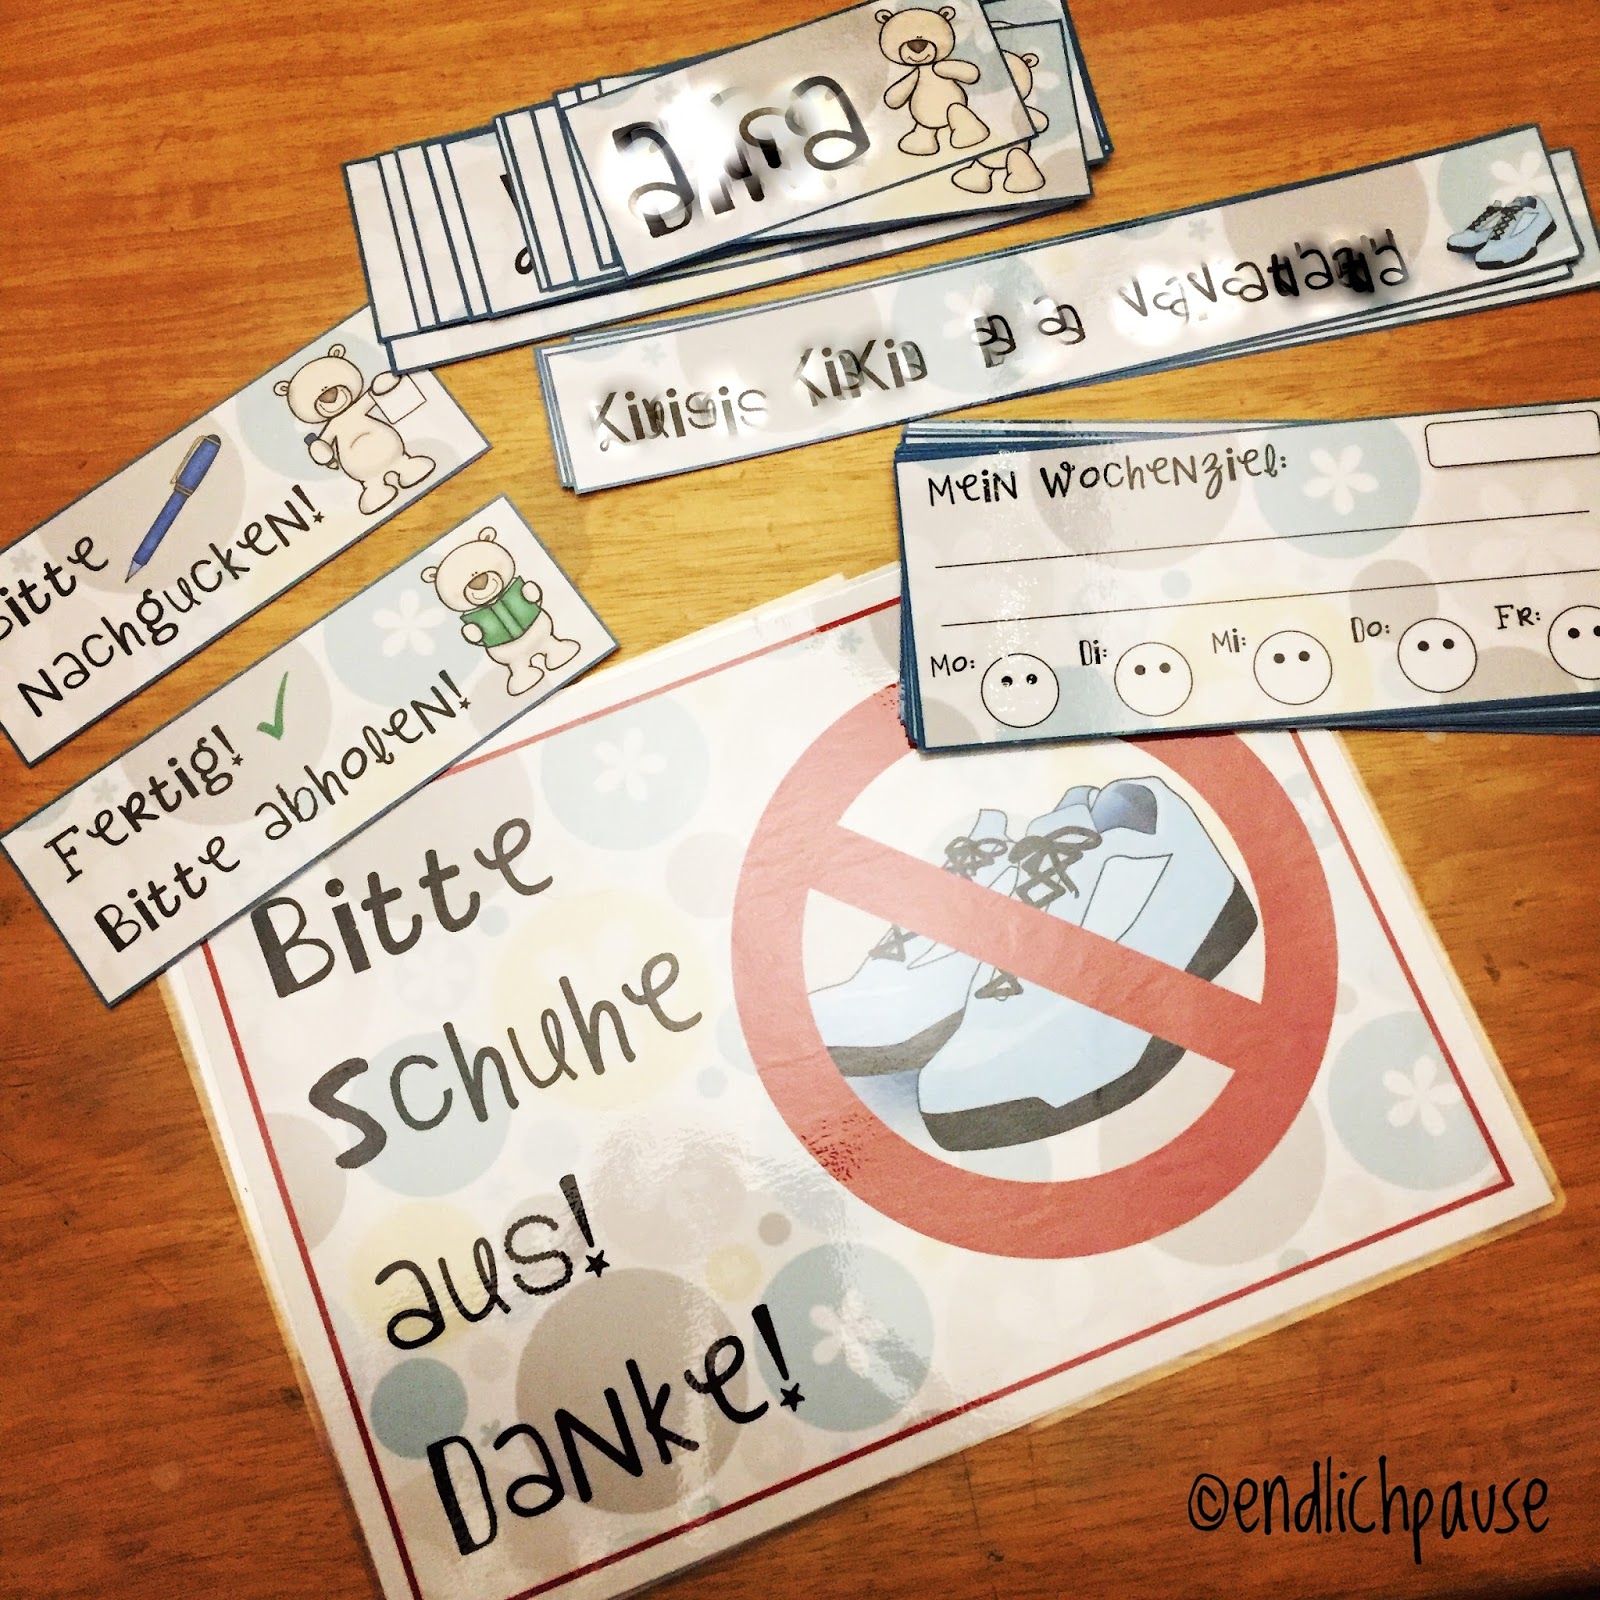 Bitte
Nachgucken!
Fertig! ✓
Bitte abholen!
Mein Wochenziel:
Mo: Di: Mi: Do: Fr:
Bitte
Schuhe
aus!
Danke!
©endlichpause